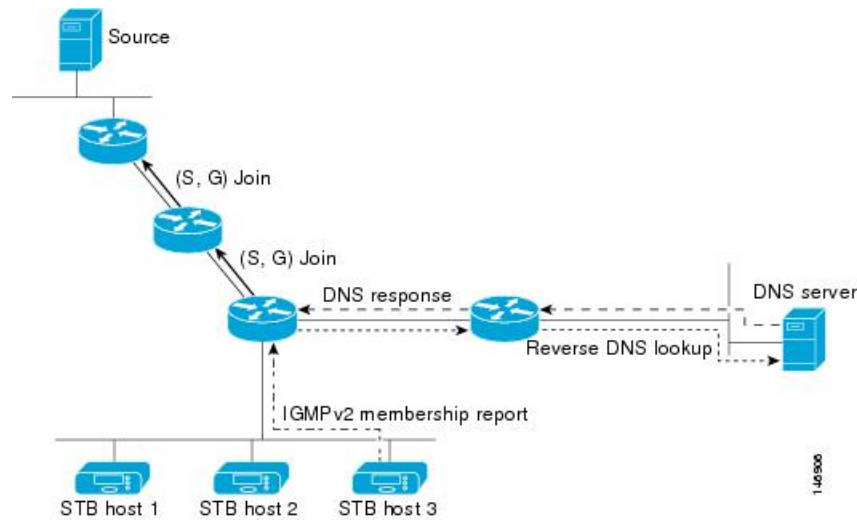 Source
(S, G) Join
(S, G) Join
DNS response
DNS server
Reverse DNS lookup
IGMPv2 membership report
STB host 1
STB host 2
STB host 3
146906